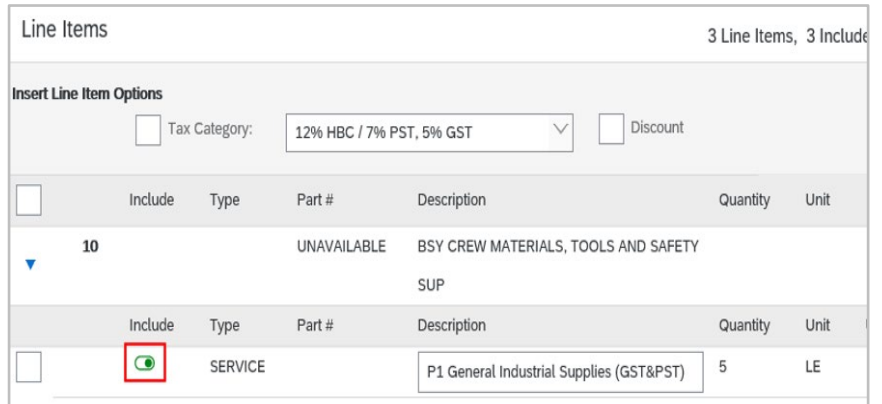 Line Items 3 Line Items, 3 Include
Insert Line Item Options
Tax Category: 12% HBC / 7% PST, 5% GST Discount
Include Type Part # Description Quantity Unit
10 UNAVAILABLE BSY CREW MATERIALS, TOOLS AND SAFETY
SUP
Include Type Part # Description Quantity Unit
SERVICE P1 General Industrial Supplies (GST&PST) 5 LE